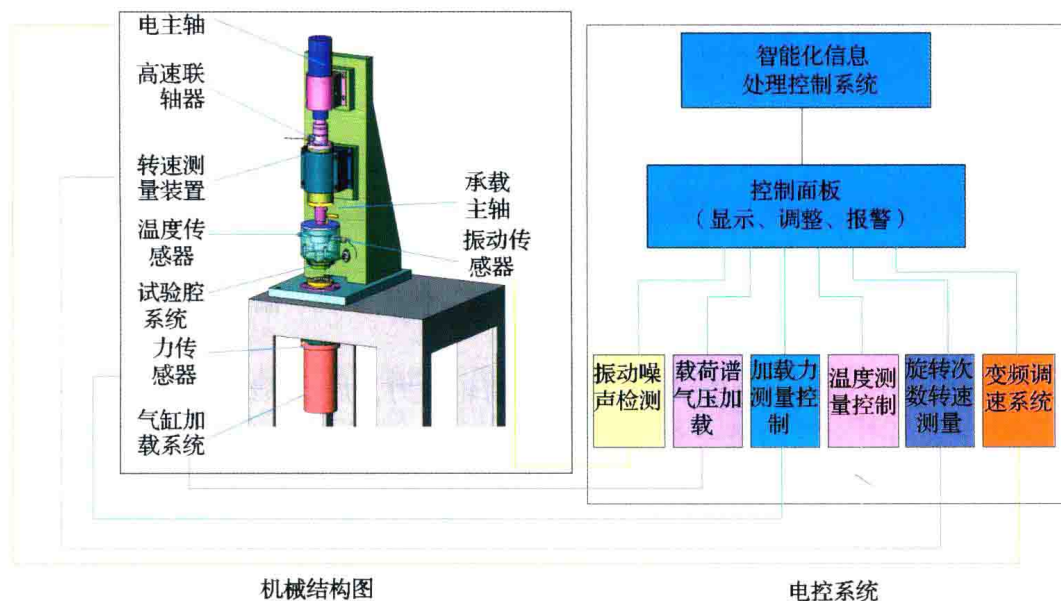 电主轴
高速联
轴器
转速测
量装置
温度传
感器
试验腔
系统
力传
感器
气缸加
载系统
承载
主轴
振动传
感器
机械结构图
智能化信息
处理控制系统
控制面板
（显示、调整、报警）
振动噪
声检测
载荷谱
气压加
载
加载力
测量控
制
温度测
量控制
旋转次
数转速
测量
变频调
速系统
电控系统